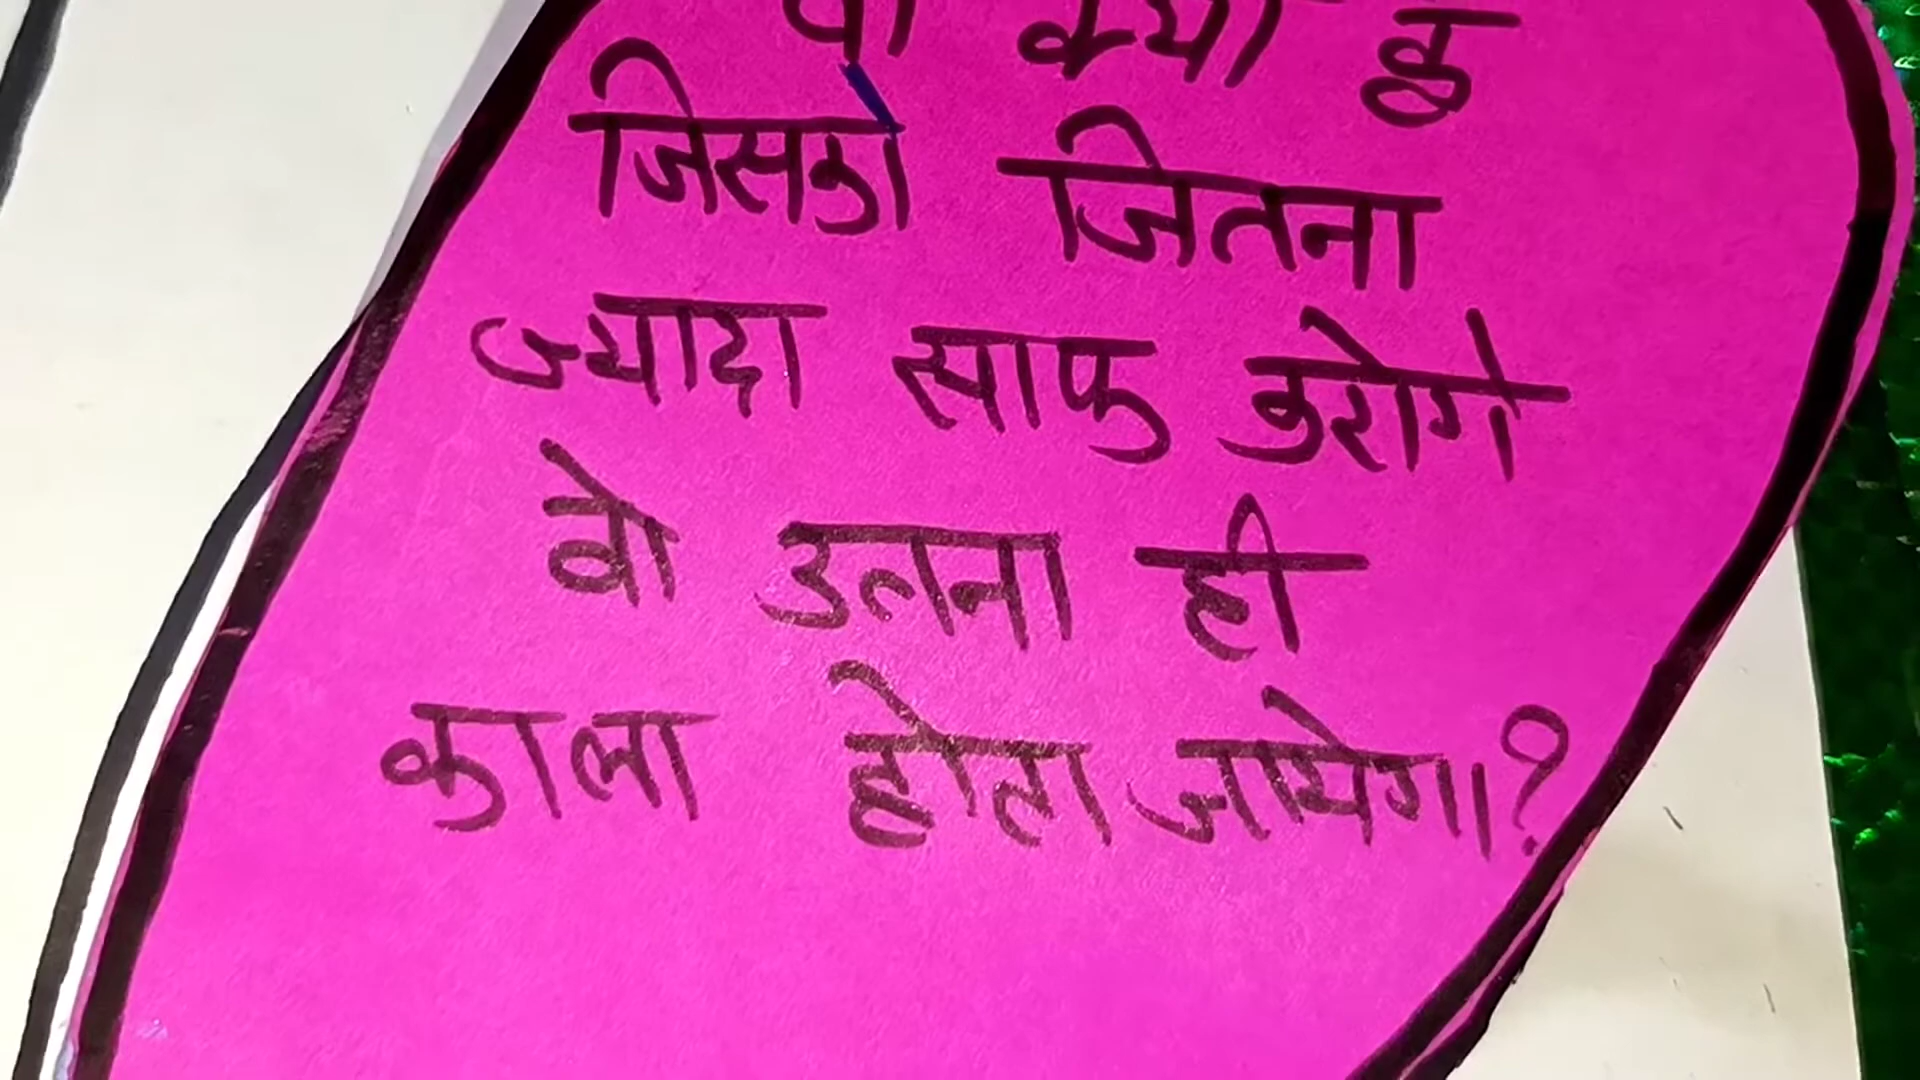 वो क्या है
जिसको जितना
ज्यादा साफ करोगे
वो उतना ही
काला होता जायेगा?